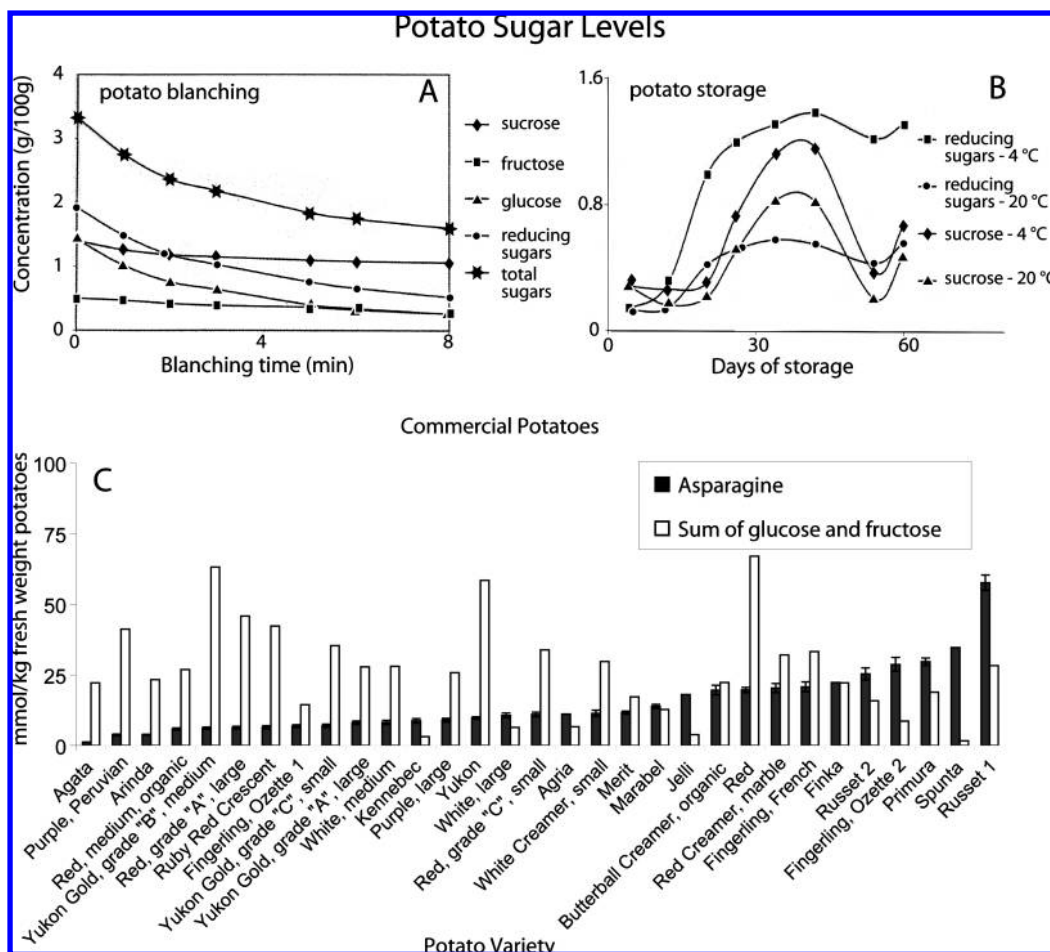 Potato Sugar Levels
Concentration (g/100g)
4
3
2
1
0
potato blanching
A
sucrose
fructose
glucose
reducing
sugars
total
sugars
0
4
8
Blanching time (min)
1.6
0.8
0
potato storage
B
reducing
sugars - 4 °C
reducing
sugars - 20 °C
sucrose - 4 °C
sucrose - 20 °C
30
60
Days of storage
Commercial Potatoes
mmol/kg fresh weight potatoes
100
75
50
25
0
C
Asparagine
Sum of glucose and fructose
Agata
Purple, Peruvian
Arinda
Red, medium, organic
Yukon Gold, grade "B", medium
Red, grade "A", large
Ruby Red Crescent
Fingerling, Ozette 1
Yukon Gold, grade "C", small
Yukon Gold, grade "A", large
White, medium
Kennebec
Purple, large
Yukon
White, large
Red, grade "C", small
Agria
White Creamer, small
Merit
Marabel
Jelli
Butterball Creamer, organic
Red
Red Creamer, marble
Fingerling, French
Finka
Russet 2
Fingerling, Ozette 2
Primura
Spunta
Russet 1
Potato Variety